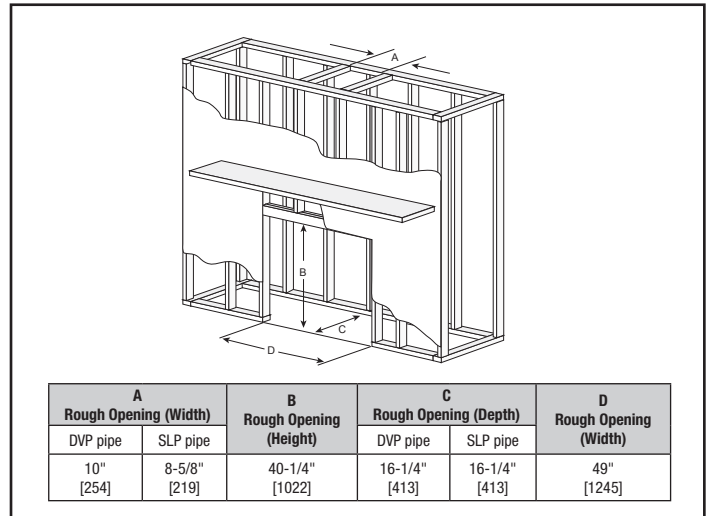 A
B
C
D
A
Rough Opening (Width)
B
Rough Opening
(Height)
C
Rough Opening (Depth)
D
Rough Opening
(Width)
DVP pipe
SLP pipe
DVP pipe
SLP pipe
10"
[254]
8-5/8"
[219]
40-1/4"
[1022]
16-1/4"
[413]
16-1/4"
[413]
49"
[1245]